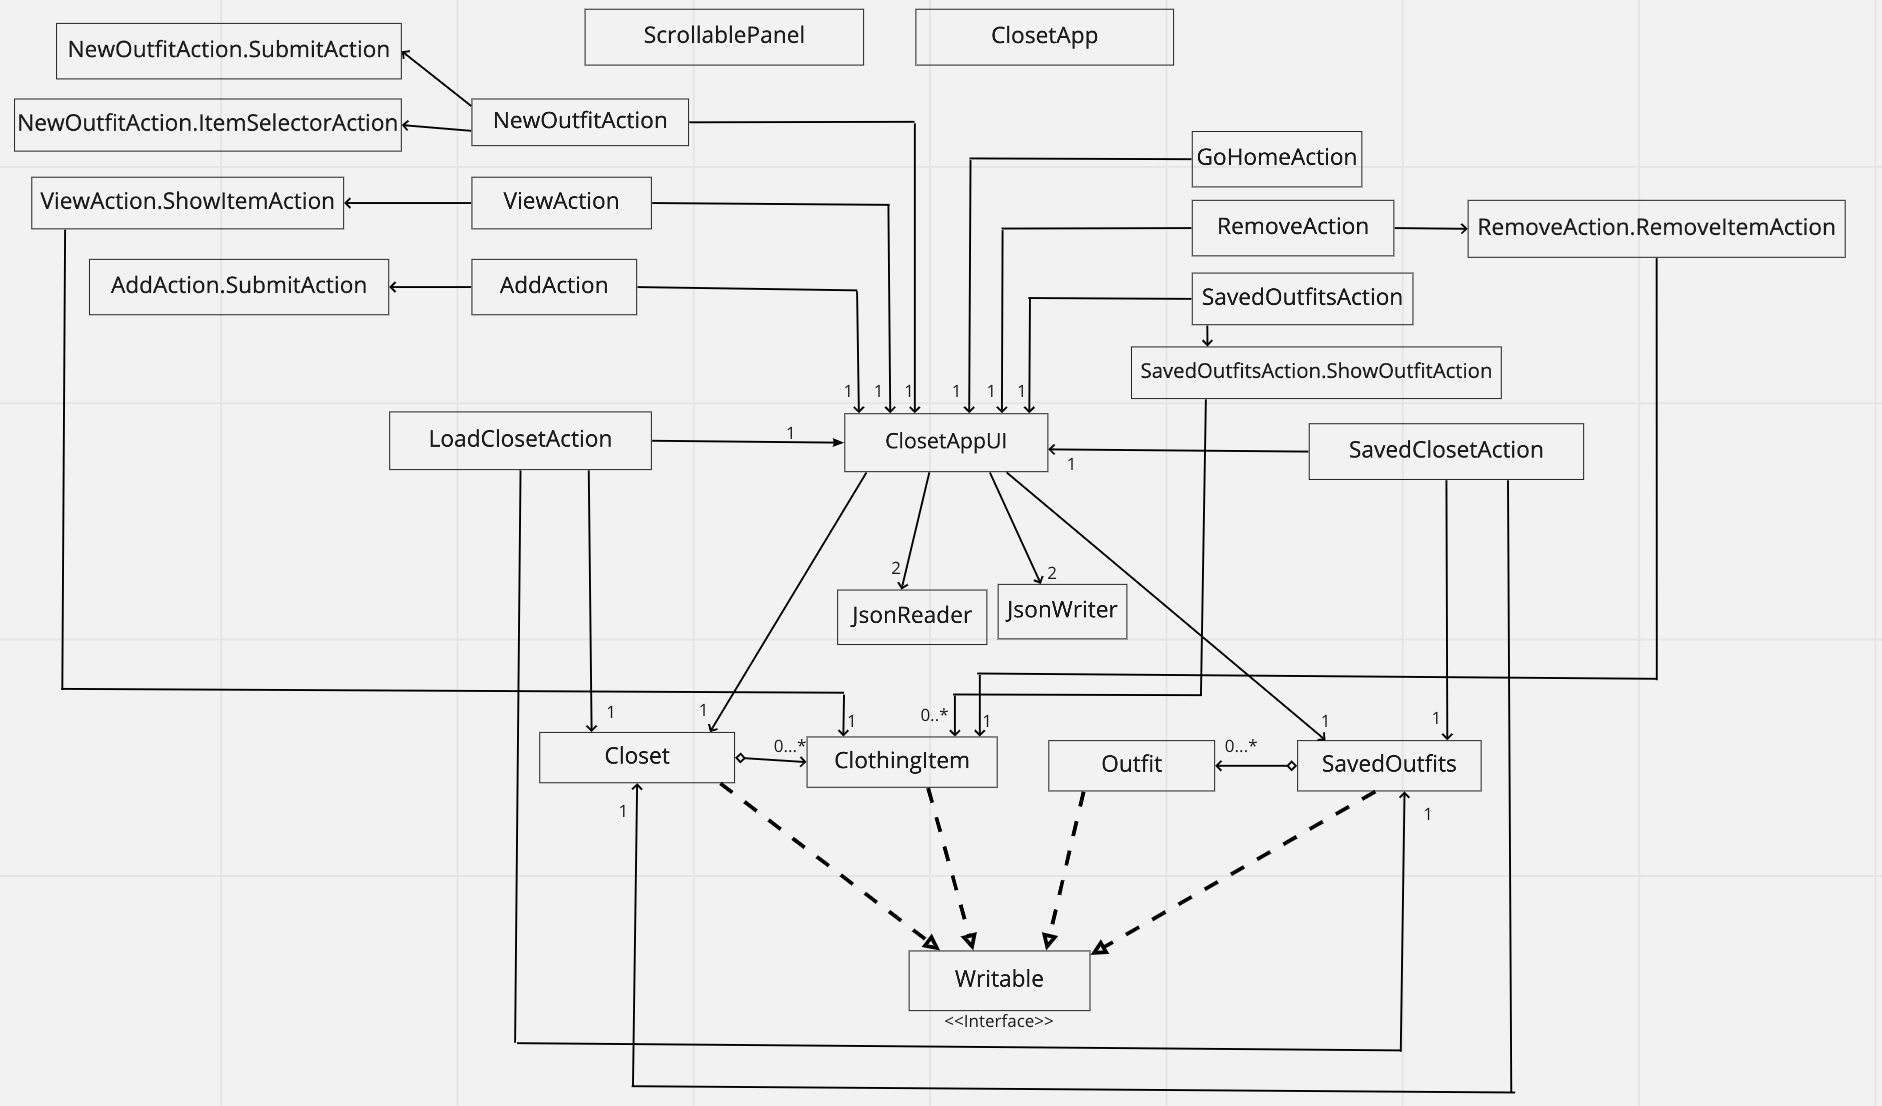 ScrollablePanel
ClosetApp
NewOutfitAction.SubmitAction
NewOutfitAction.ItemSelectorAction
NewOutfitAction
GoHomeAction
ViewAction.ShowItemAction
ViewAction
RemoveAction
RemoveAction.RemoveItemAction
AddAction.SubmitAction
AddAction
SavedOutfitsAction
SavedOutfitsAction.ShowOutfitAction
1
1
1
1
1
1
LoadClosetAction
1
ClosetAppUI
1
SavedClosetAction
2
2
JsonReader
JsonWriter
1
1
1
0..*
1
1
1
Closet
0...*
ClothingItem
Outfit
0...*
SavedOutfits
1
1
Writable
<<Interface>>